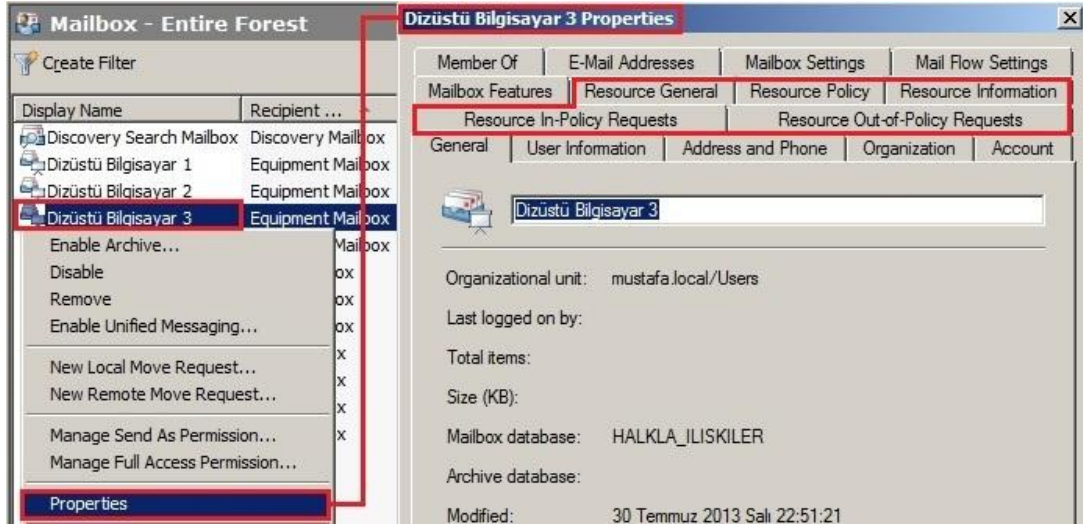 Mailbox - Entire Forest
Create Filter
Display Name Recipient ...
Discovery Search Mailbox Discovery Mailbox
Dizüstü Bilgisayar 1 Equipment Mailbox
Dizüstü Bilgisayar 2 Equipment Mailbox
Dizüstü Bilgisayar 3 Equipment Mailbox
Mailbox
ox
ox
ox
x
x
x
x
Enable Archive...
Disable
Remove
Enable Unified Messaging...
New Local Move Request...
New Remote Move Request...
Manage Send As Permission...
Manage Full Access Permission...
Properties
Dizüstü Bilgisayar 3 Properties
Member Of E-Mail Addresses Mailbox Settings Mail Flow Settings
Mailbox Features Resource General Resource Policy Resource Information
Resource In-Policy Requests Resource Out-of-Policy Requests
General User Information Address and Phone Organization Account
Dizüstü Bilgisayar 3
Organizational unit: mustafa.local/Users
Last logged on by:
Total items:
Size (KB):
Mailbox database: HALKLA_ILISKILER
Archive database:
Modified: 30 Temmuz 2013 Salı 22:51:21